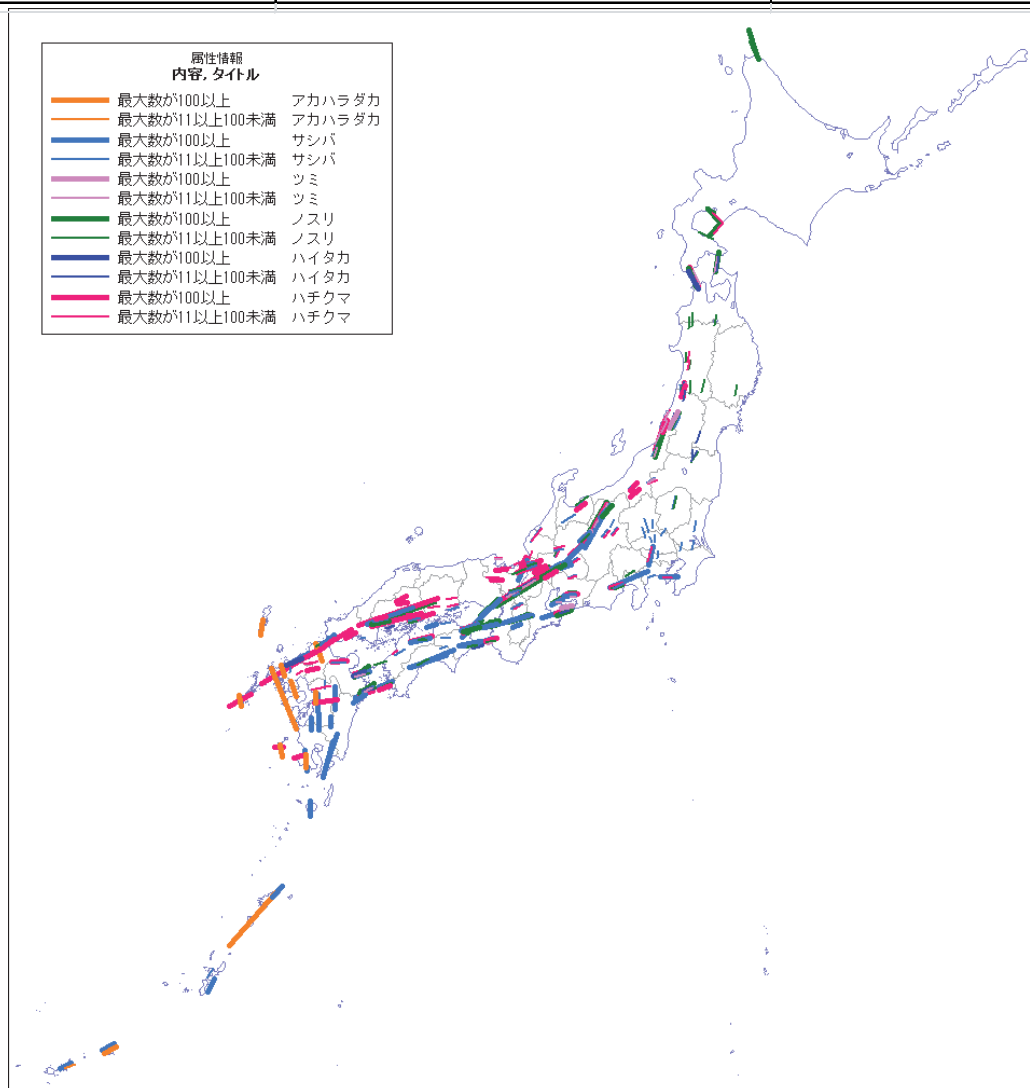 属性情報
内容, タイトル
最大数が100以上 アカハラダカ
最大数が11以上100未満 アカハラダカ
最大数が100以上 サシバ
最大数が11以上100未満 サシバ
最大数が100以上 ツミ
最大数が11以上100未満 ツミ
最大数が100以上 ノスリ
最大数が11以上100未満 ノスリ
最大数が100以上 ハイタカ
最大数が11以上100未満 ハイタカ
最大数が100以上 ハチクマ
最大数が11以上100未満 ハチクマ